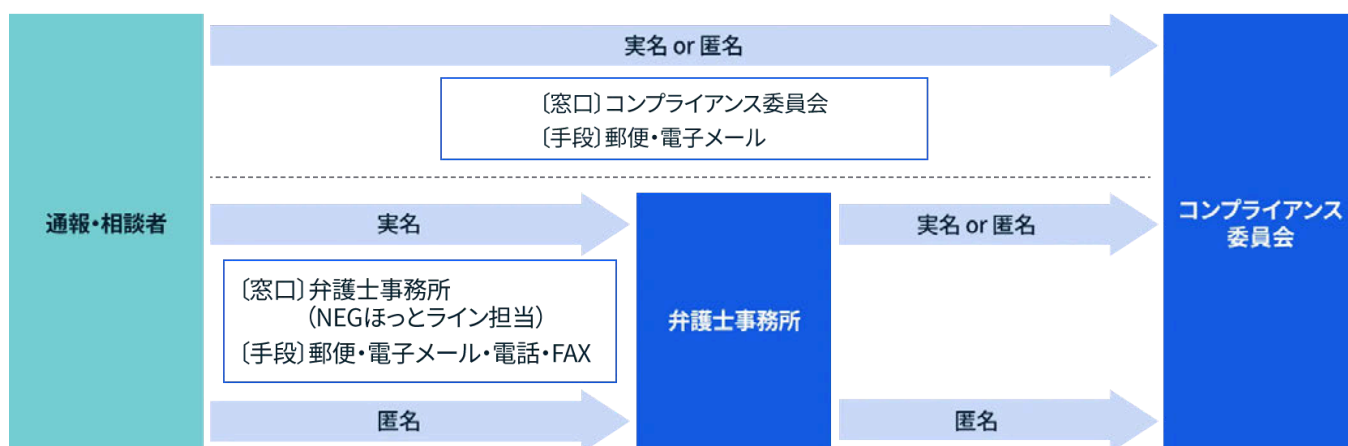 実名 or 匿名
〔窓口〕コンプライアンス委員会
〔手段〕郵便・電子メール
通報・相談者
実名
実名 or 匿名
コンプライアンス
委員会
〔窓口〕弁護士事務所
（NEGほっとライン担当）
〔手段〕郵便・電子メール・電話・FAX
弁護士事務所
匿名
匿名